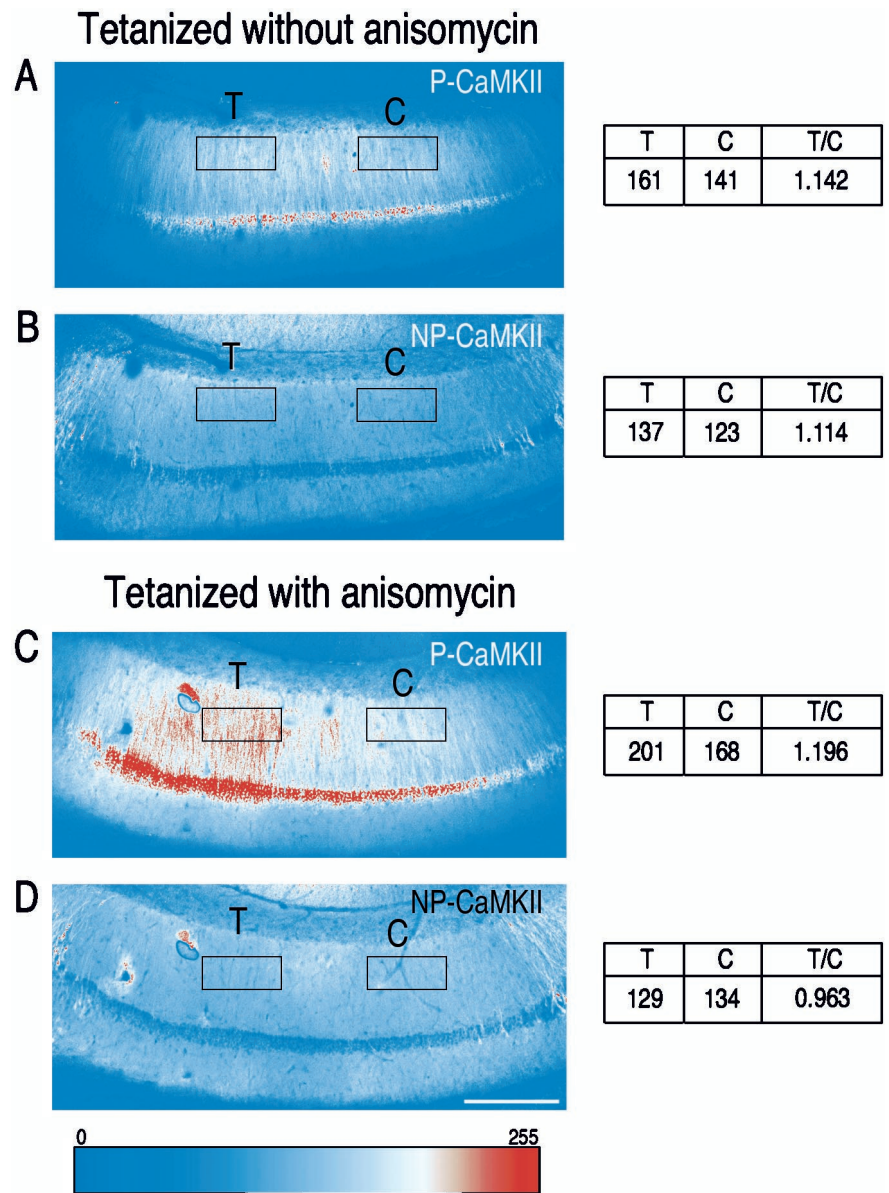 Tetanized without anisomycin
A
P-CaMKII
T C
T C T/C
161 141 1.142
B
NP-CaMKII
T C
T C T/C
137 123 1.114
Tetanized with anisomycin
C
P-CaMKII
T C
T C T/C
201 168 1.196
D
NP-CaMKII
T C
T C T/C
129 134 0.963
0 255